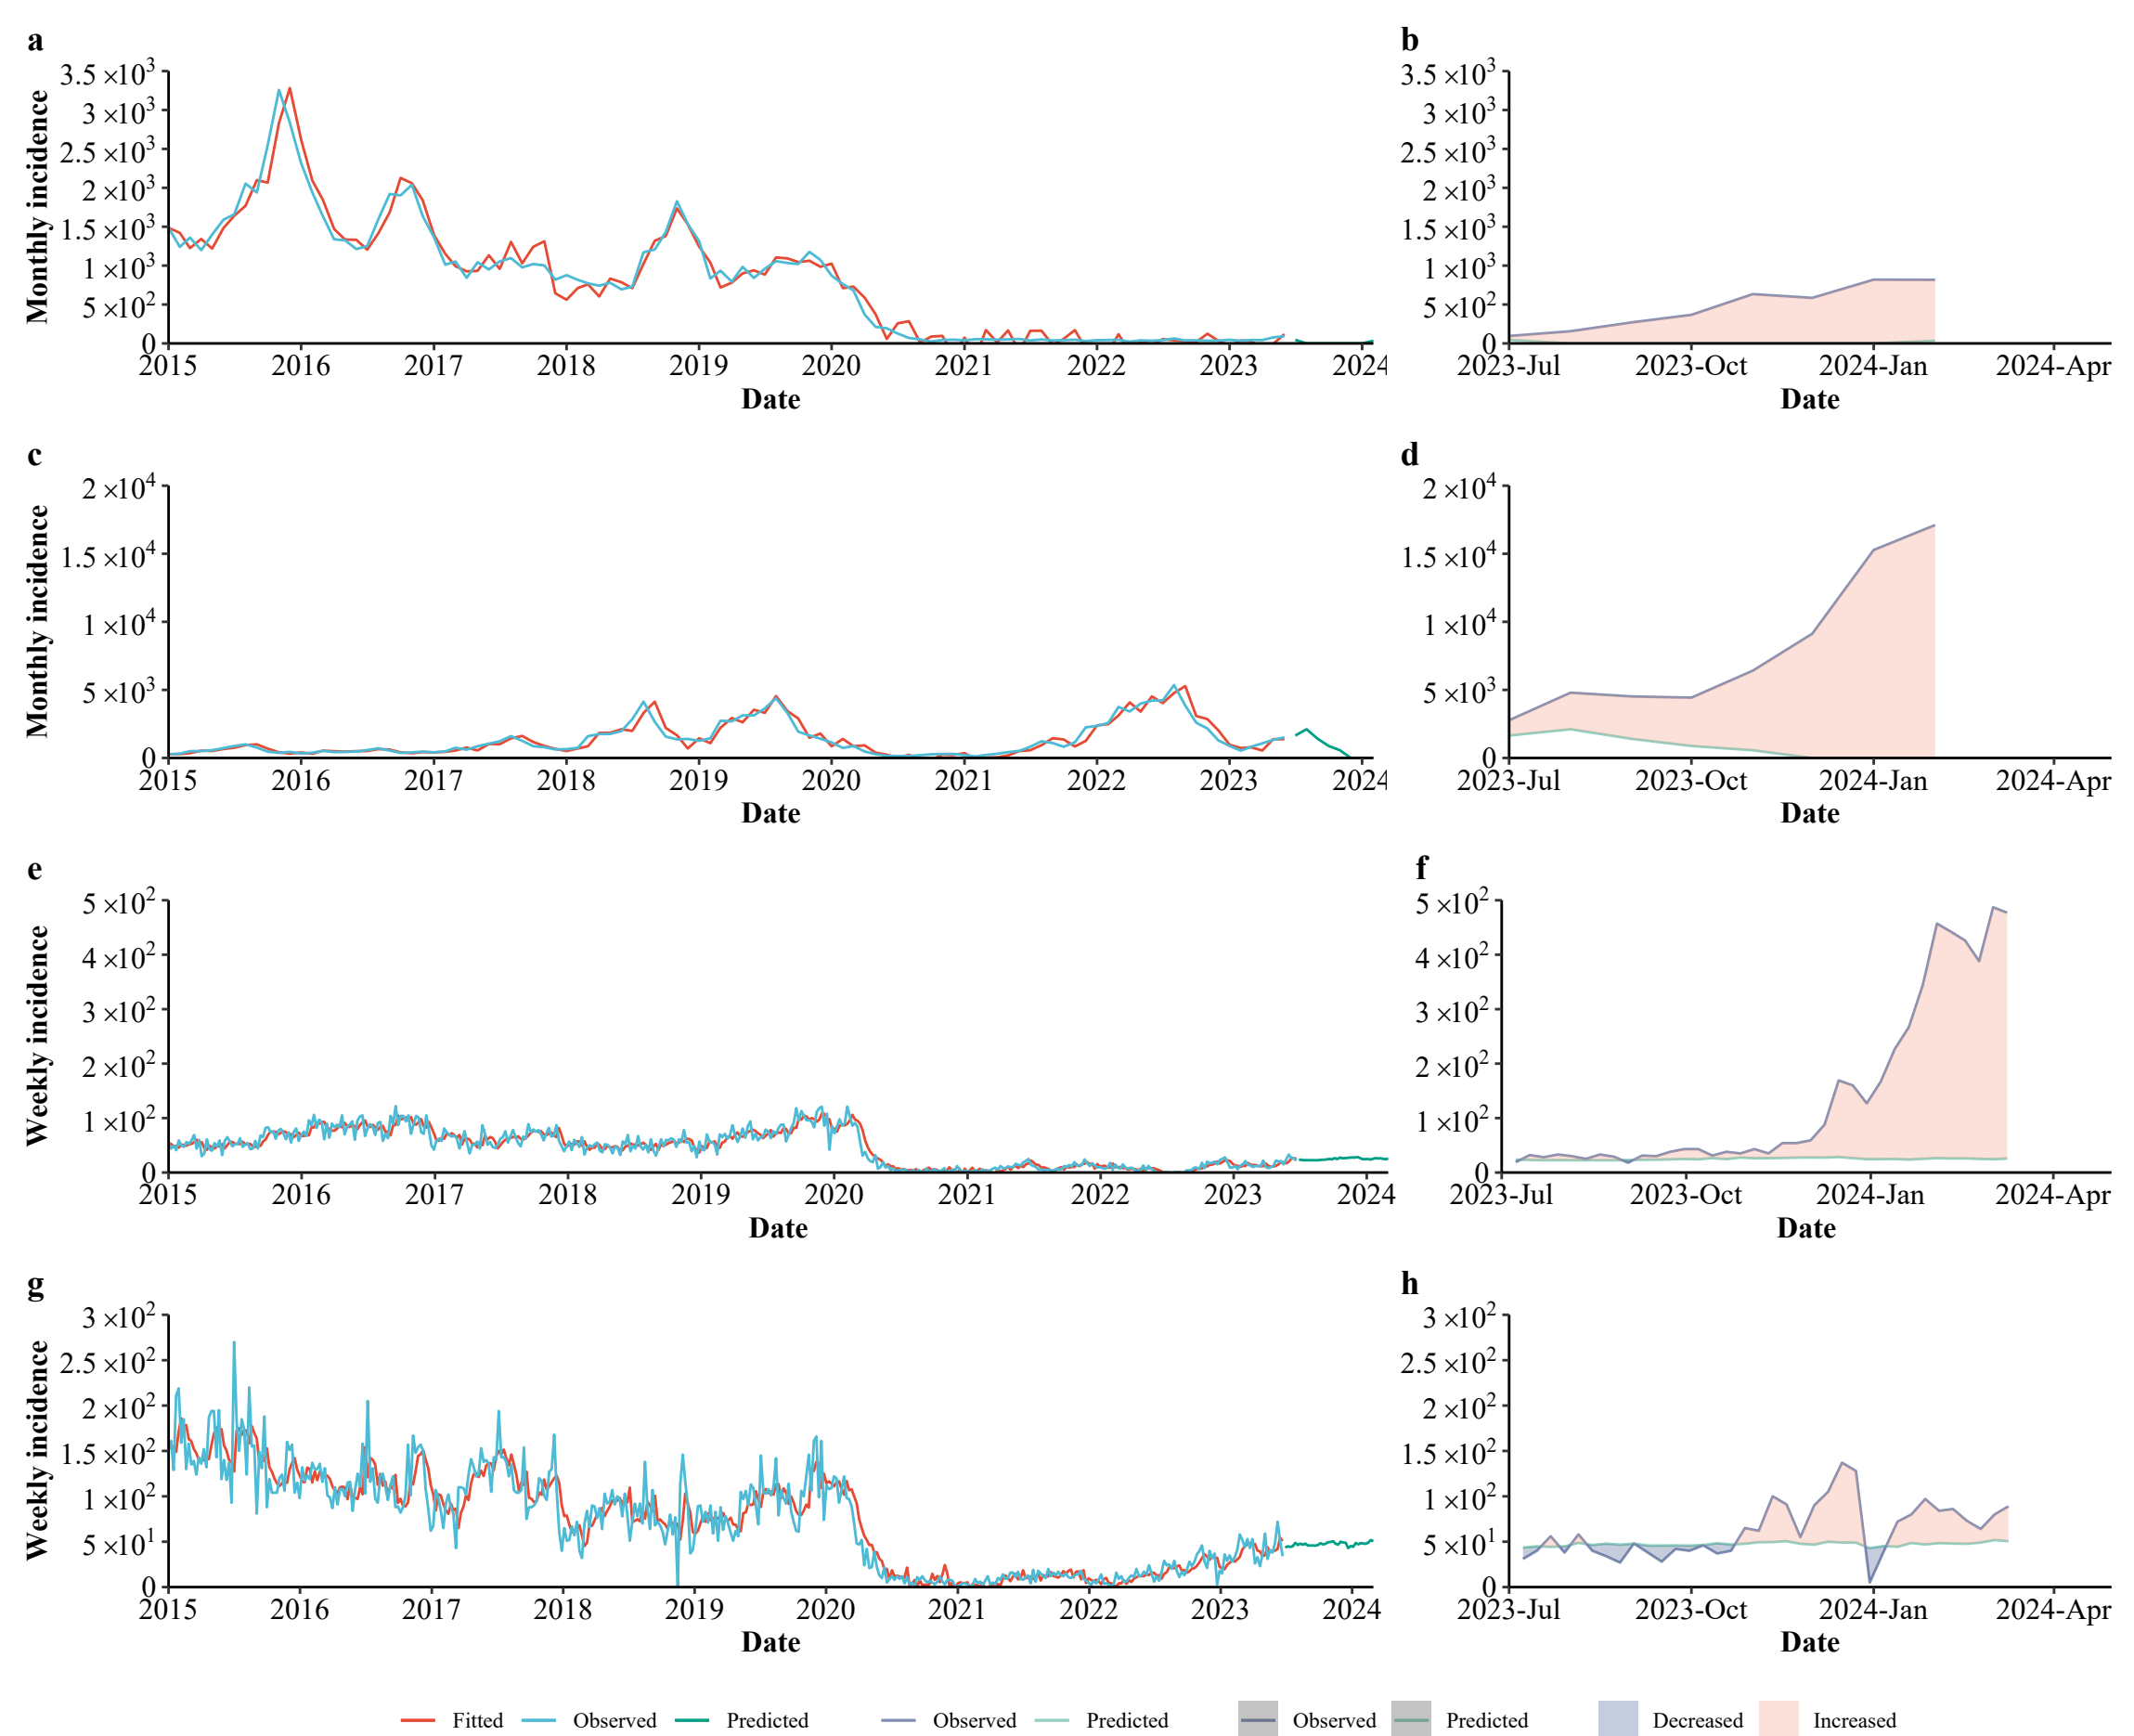 a
3.5 ×10³
3 ×10³
2.5 ×10³
2 ×10³
1.5 ×10³
1 ×10³
5 ×10²
0
Monthly incidence
2015 2016 2017 2018 2019 2020 2021 2022 2023 2024
Date
b
3.5 ×10³
3 ×10³
2.5 ×10³
2 ×10³
1.5 ×10³
1 ×10³
5 ×10²
0
2023-Jul 2023-Oct 2024-Jan 2024-Apr
Date
c
2 ×10⁴
1.5 ×10⁴
1 ×10⁴
5 ×10³
0
Monthly incidence
2015 2016 2017 2018 2019 2020 2021 2022 2023 2024
Date
d
2 ×10⁴
1.5 ×10⁴
1 ×10⁴
5 ×10³
0
2023-Jul 2023-Oct 2024-Jan 2024-Apr
Date
e
5 ×10²
4 ×10²
3 ×10²
2 ×10²
1 ×10²
0
Weekly incidence
2015 2016 2017 2018 2019 2020 2021 2022 2023 2024
Date
f
5 ×10²
4 ×10²
3 ×10²
2 ×10²
1 ×10²
0
2023-Jul 2023-Oct 2024-Jan 2024-Apr
Date
g
3 ×10²
2.5 ×10²
2 ×10²
1.5 ×10²
1 ×10²
5 ×10¹
0
Weekly incidence
2015 2016 2017 2018 2019 2020 2021 2022 2023 2024
Date
h
3 ×10²
2.5 ×10²
2 ×10²
1.5 ×10²
1 ×10²
5 ×10¹
0
2023-Jul 2023-Oct 2024-Jan 2024-Apr
Date
Fitted Observed Predicted Observed Predicted Observed Predicted Decreased Increased